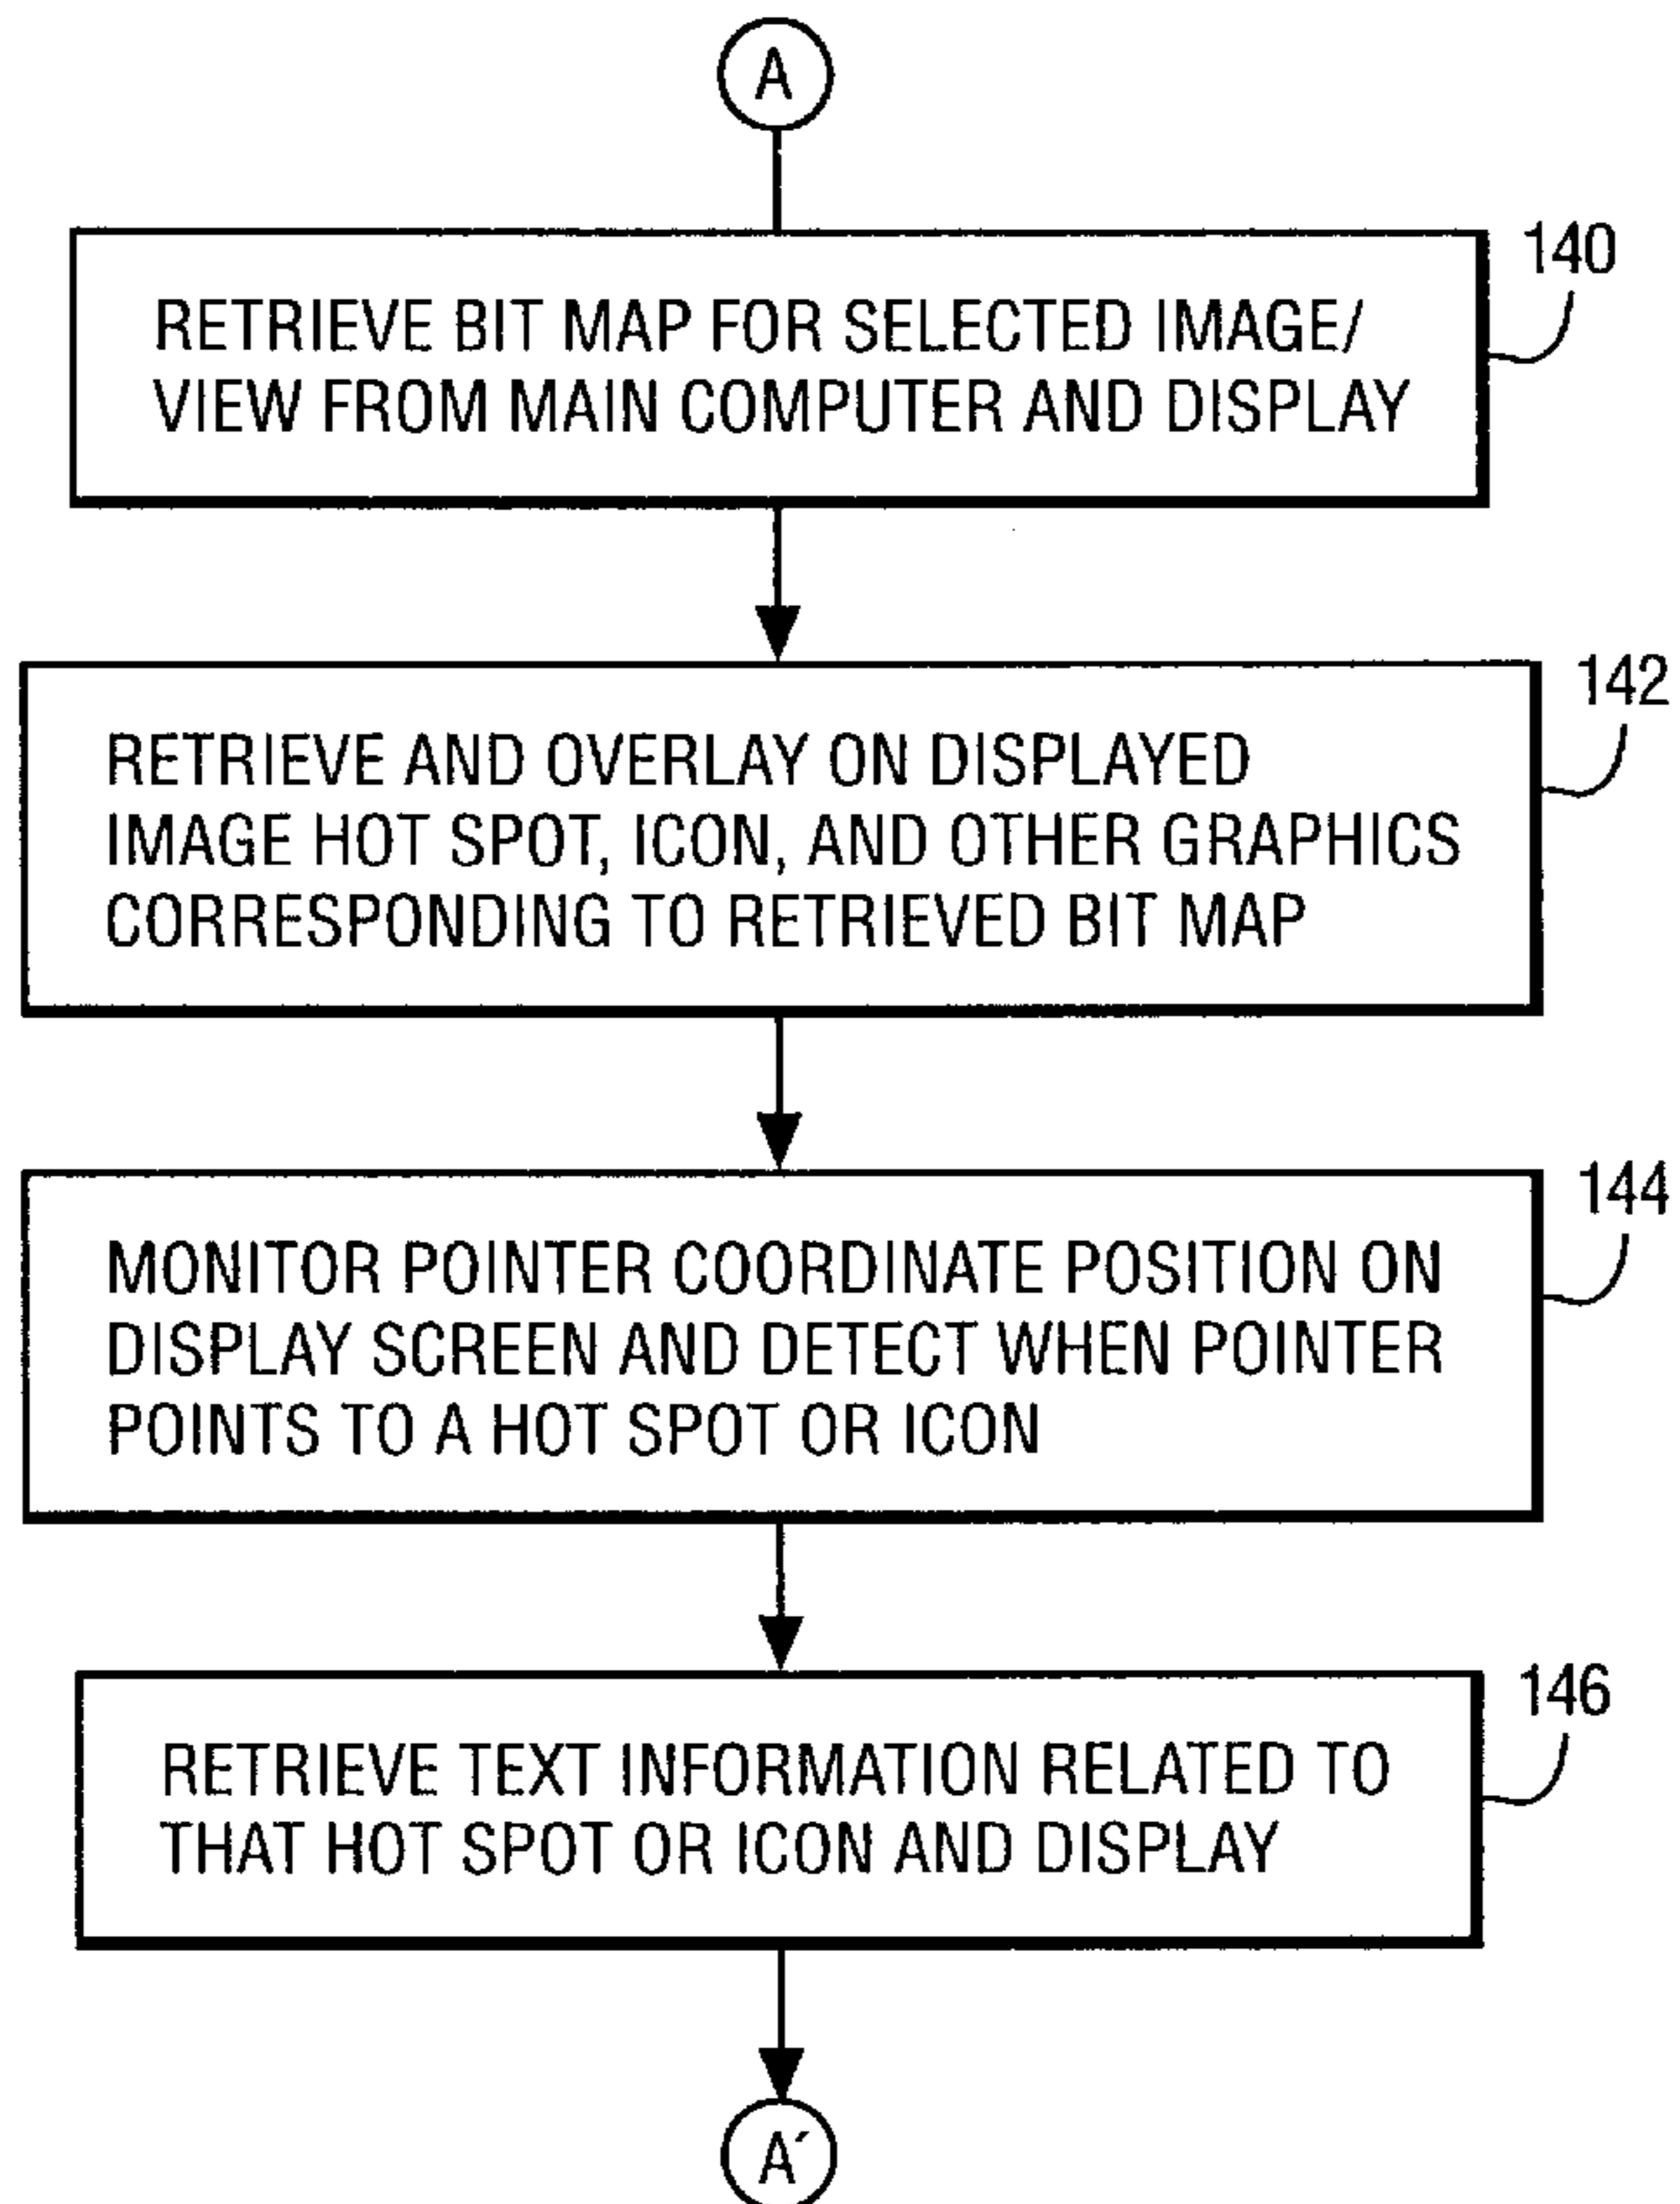 A
140
RETRIEVE BIT MAP FOR SELECTED IMAGE/
VIEW FROM MAIN COMPUTER AND DISPLAY
142
RETRIEVE AND OVERLAY ON DISPLAYED
IMAGE HOT SPOT, ICON, AND OTHER GRAPHICS
CORRESPONDING TO RETRIEVED BIT MAP
144
MONITOR POINTER COORDINATE POSITION ON
DISPLAY SCREEN AND DETECT WHEN POINTER
POINTS TO A HOT SPOT OR ICON
146
RETRIEVE TEXT INFORMATION RELATED TO
THAT HOT SPOT OR ICON AND DISPLAY
A´